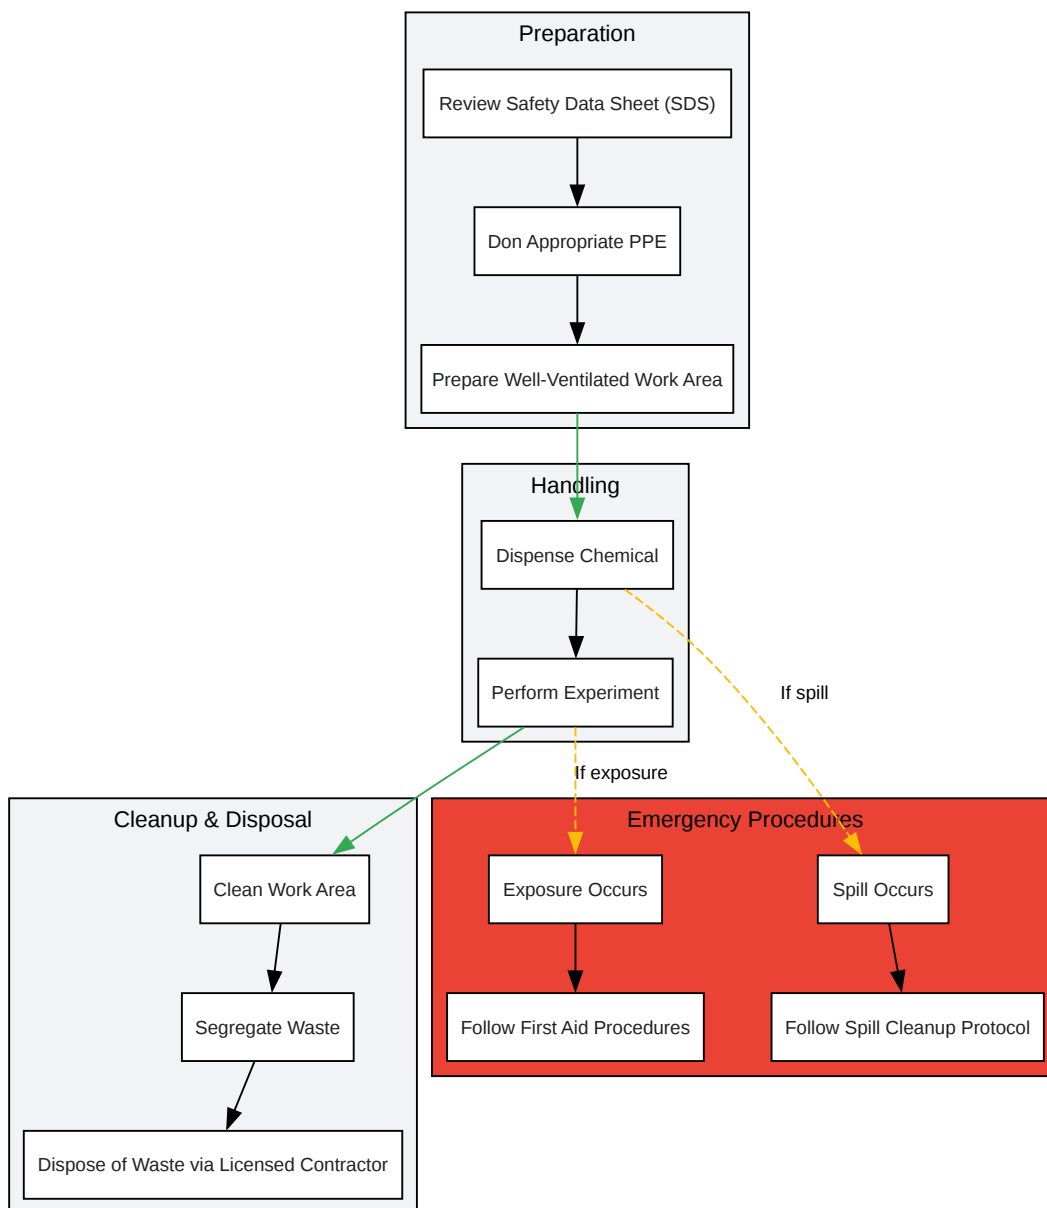 Preparation
Review Safety Data Sheet (SDS)
Don Appropriate PPE
Prepare Well-Ventilated Work Area
Handling
Dispense Chemical
Perform Experiment
If spill
If exposure
Cleanup & Disposal
Emergency Procedures
Clean Work Area
Exposure Occurs
Spill Occurs
Segregate Waste
Follow First Aid Procedures
Follow Spill Cleanup Protocol
Dispose of Waste via Licensed Contractor